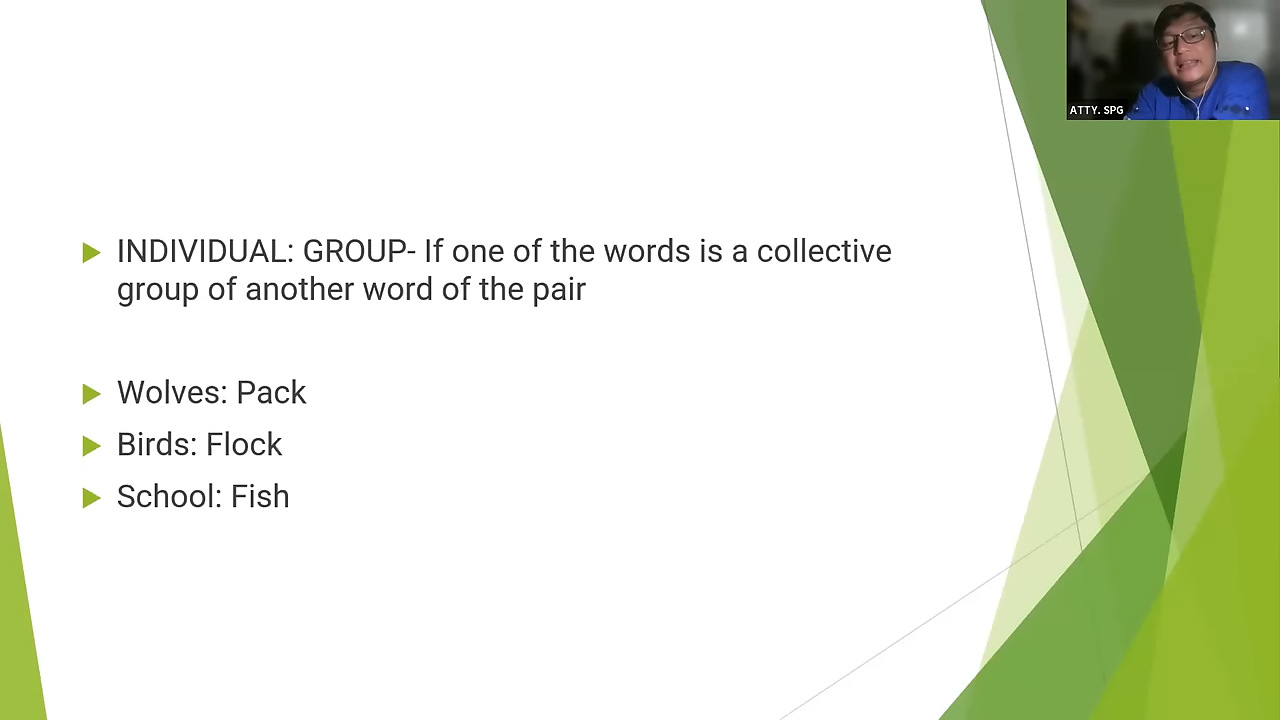 ATTY. SPG
INDIVIDUAL: GROUP- If one of the words is a collective
group of another word of the pair
Wolves: Pack
Birds: Flock
School: Fish